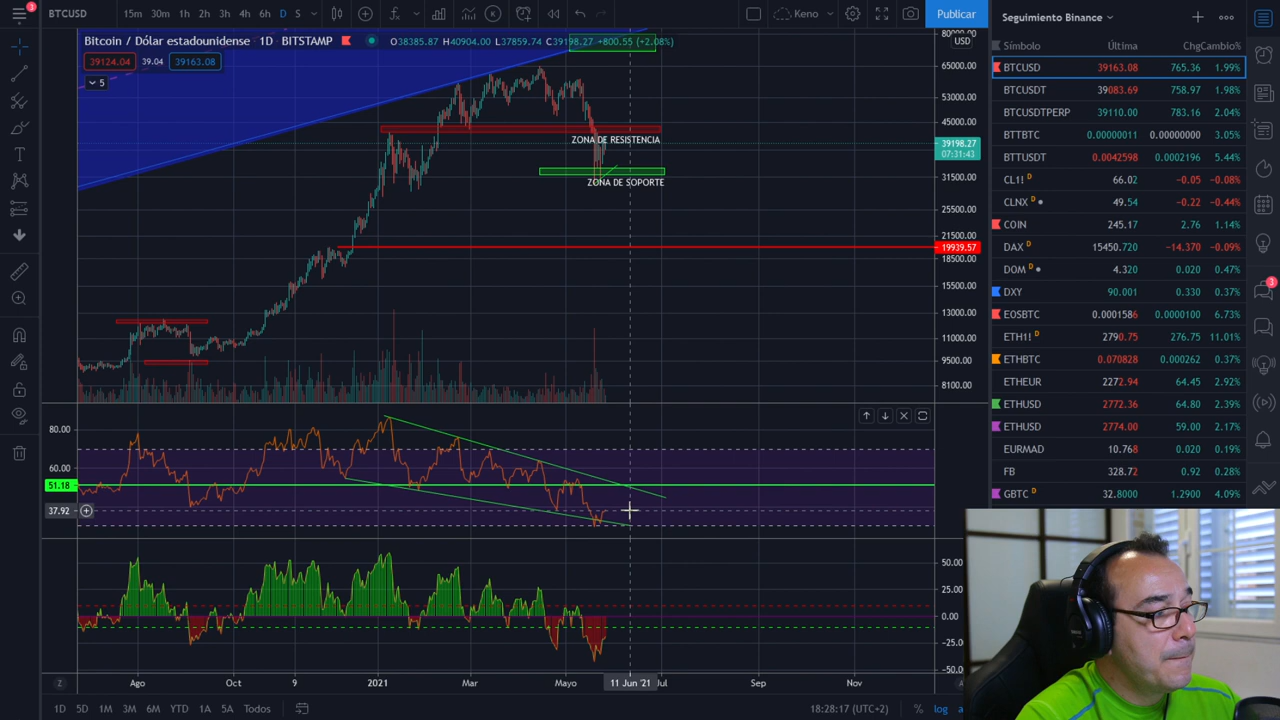 3
BTCUSD 15m 30m 1h 2h 3h 4h 6h D S Keno Publicar
Bitcoin / Dólar estadounidense 1D BITSTAMP O38385.87 H40904.00 L37859.74 C39198.27 +800.55 (+2.08%)
39124.04 39.04 39163.08
5
ZONA DE RESISTENCIA
ZONA DE SOPORTE
80000.00
USD
65000.00
53000.00
45000.00
39198.27
07:31:43
31500.00
25500.00
21500.00
19939.57
18500.00
15500.00
13000.00
11000.00
9500.00
8100.00
80.00
60.00
51.18
37.92
50.00
25.00
0.00
-25.00
-50.00
Z Ago Oct 9 2021 Mar Mayo 11 Jun '21 Jul Sep Nov
1D 5D 1M 3M 6M YTD 1A 5A Todos 18:28:17 (UTC+2) % log a
Seguimiento Binance
Símbolo Última Chg Cambio%
BTCUSD 39163.08 765.36 1.99%
BTCUSDT 39083.69 758.97 1.98%
BTCUSDTPERP 39110.00 783.16 2.04%
BTTBTC 0.00000011 0.00000000 3.05%
BTTUSDT 0.0042598 0.0002196 5.44%
CL1! D 66.02 -0.05 -0.08%
CLNX D 49.54 -0.22 -0.44%
COIN 245.17 2.76 1.14%
DAX D 15450.720 -14.370 -0.09%
DOM D 4.320 0.020 0.47%
DXY 90.001 0.330 0.37%
EOSBTC 0.0001586 0.0000100 6.73%
ETH1! D 2790.75 276.75 11.01%
ETHBTC 0.070828 0.000262 0.37%
ETHEUR 2272.94 64.45 2.92%
ETHUSD 2772.36 64.80 2.39%
ETHUSD 2774.00 59.00 2.17%
EURMAD 10.768 0.020 0.19%
FB 328.72 0.92 0.28%
GBTC D 32.8000 1.2900 4.09%
3